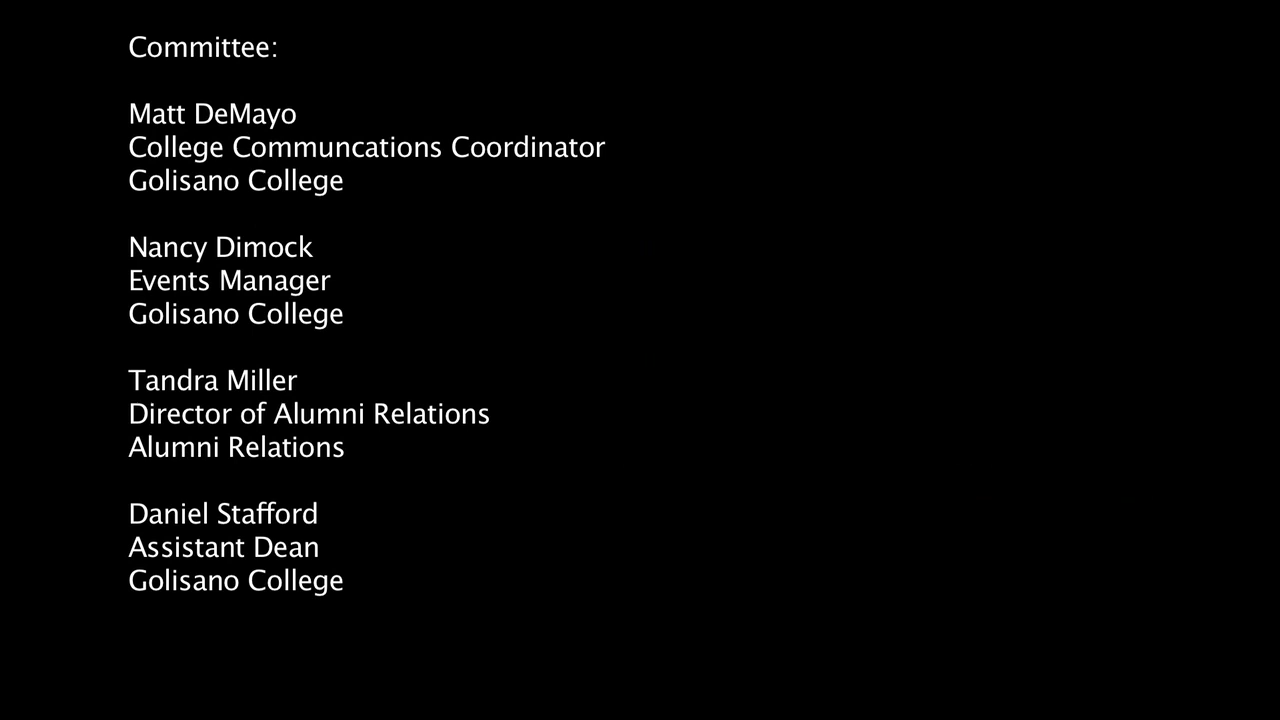 Committee:
Matt DeMayo
College Communcations Coordinator
Golisano College
Nancy Dimock
Events Manager
Golisano College
Tandra Miller
Director of Alumni Relations
Alumni Relations
Daniel Stafford
Assistant Dean
Golisano College